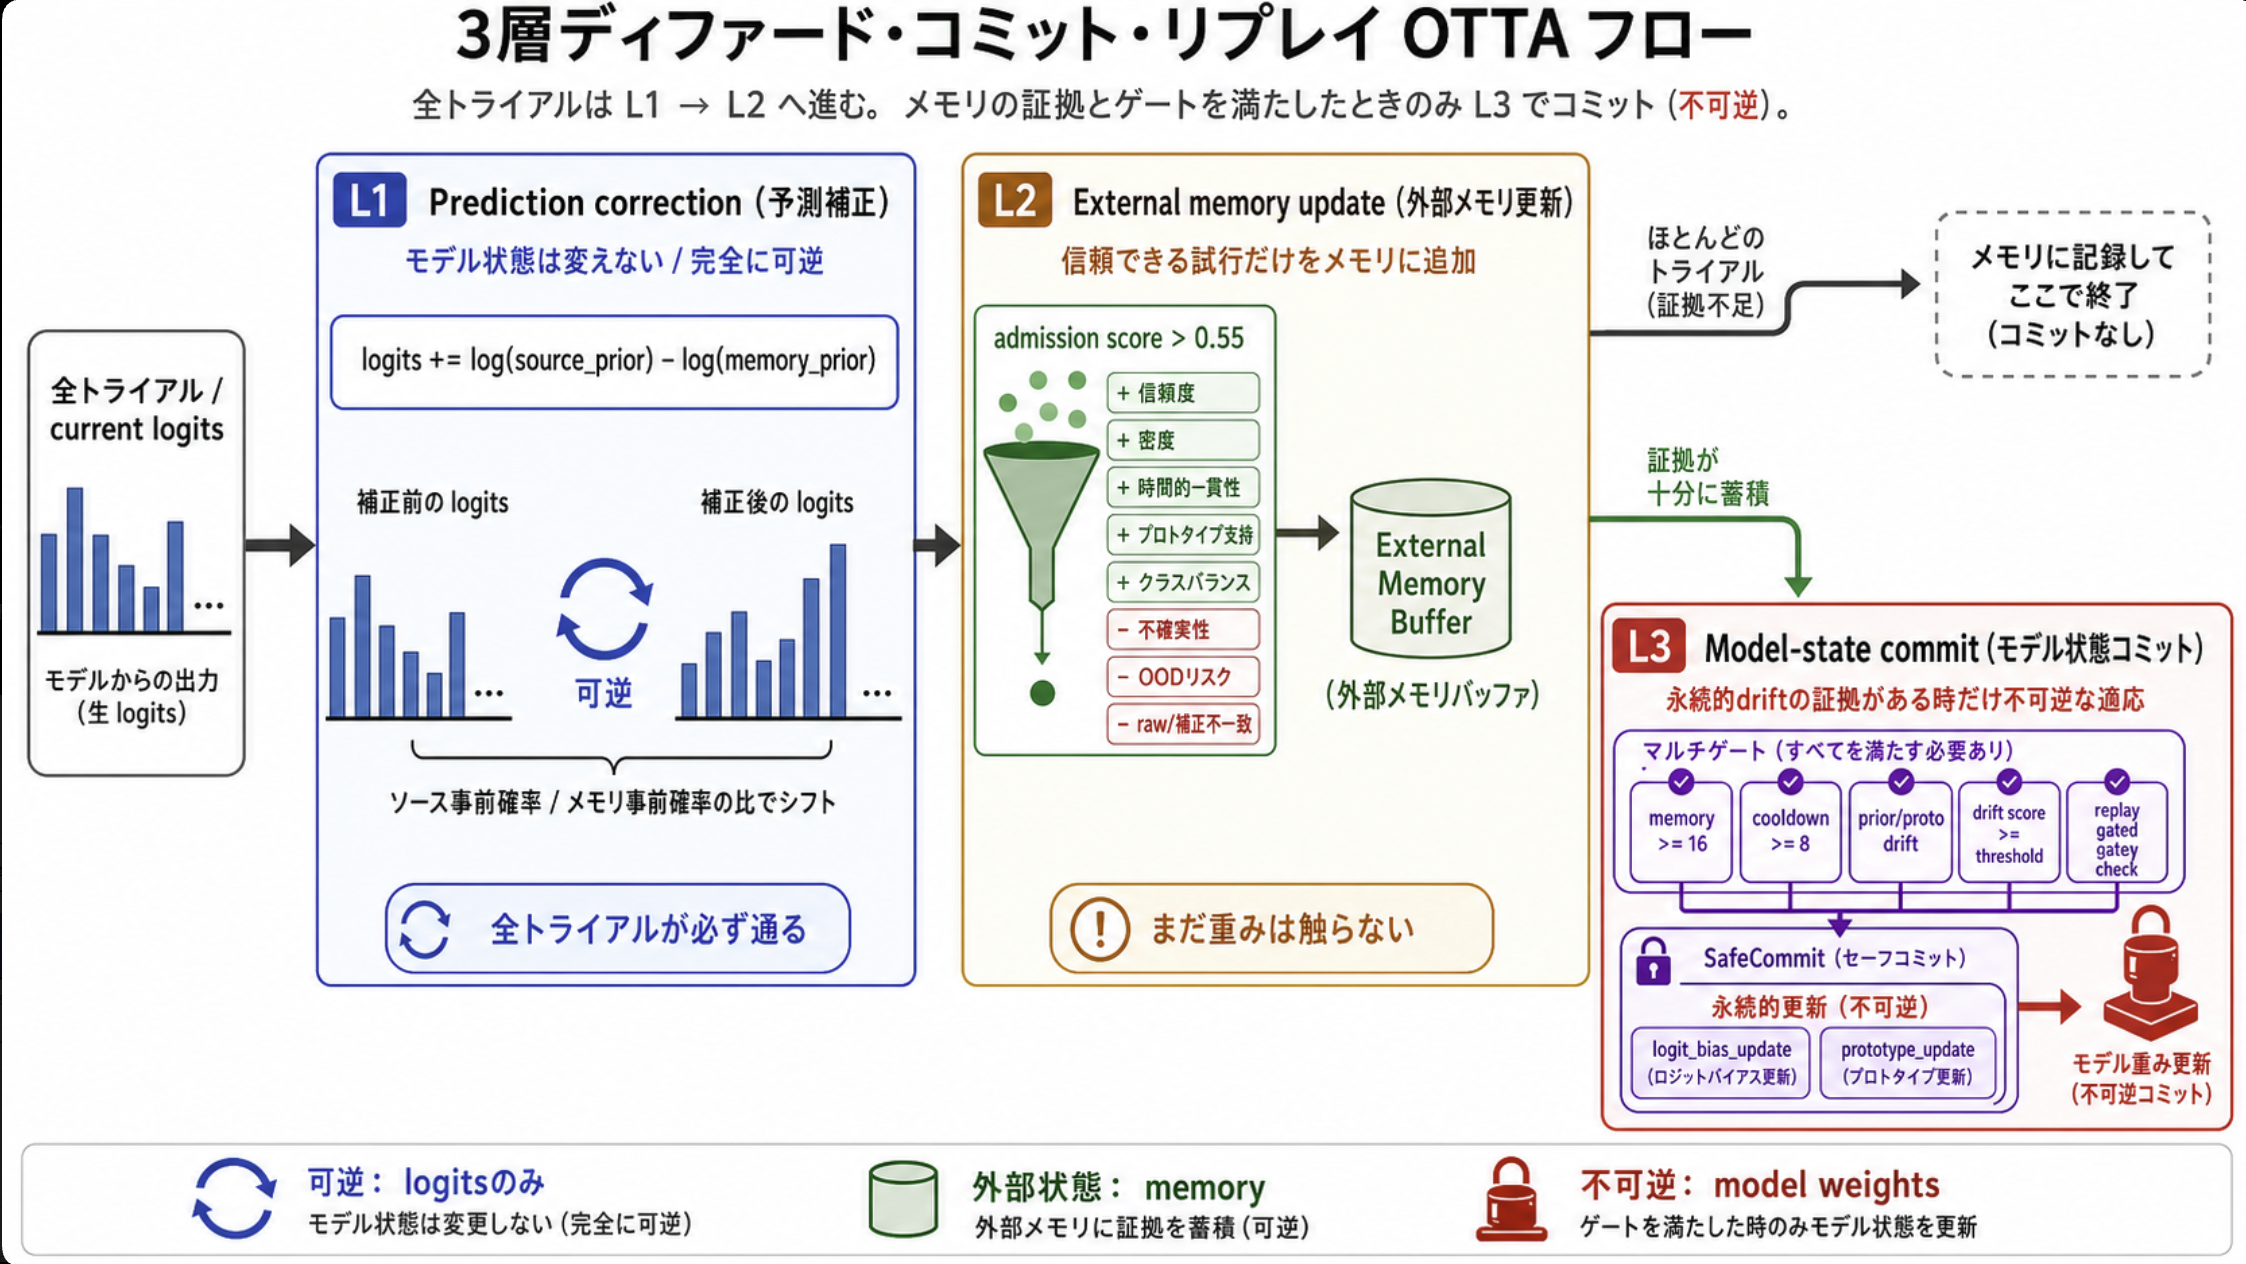 3層ディファード・コミット・リプレイ OTTA フロー
全トライアルは L1 → L2 へ進む。メモリの証拠とゲートを満たしたときのみ L3 でコミット (不可逆)。
全トライアル /
current logits
モデルからの出力
(生 logits)
L1 Prediction correction (予測補正)
モデル状態は変えない / 完全に可逆
logits += log(source_prior) − log(memory_prior)
補正前の logits
補正後の logits
...
...
...
可逆
ソース事前確率 / メモリ事前確率の比でシフト
全トライアルが必ず通る
L2 External memory update (外部メモリ更新)
信頼できる試行だけをメモリに追加
admission score > 0.55
+ 信頼度
+ 密度
+ 時間的一貫性
+ プロトタイプ支持
+ クラスバランス
− 不確実性
− OODリスク
− raw/補正不一致
External
Memory
Buffer
(外部メモリバッファ)
! まだ重みは触らない
ほとんどの
トライアル
(証拠不足)
メモリに記録して
ここで終了
(コミットなし)
証拠が
十分に蓄積
L3 Model-state commit (モデル状態コミット)
永続的driftの証拠がある時だけ不可逆な適応
マルチゲート (すべてを満たす必要あり)
memory
>= 16
cooldown
>= 8
prior/proto
drift
drift score
>=
threshold
replay
gated
gatey
check
SafeCommit (セーフコミット)
永続的更新 (不可逆)
logit_bias_update
(ロジットバイアス更新)
prototype_update
(プロトタイプ更新)
モデル重み更新
(不可逆コミット)
可逆： logitsのみ
モデル状態は変更しない (完全に可逆)
外部状態： memory
外部メモリに証拠を蓄積 (可逆)
不可逆： model weights
ゲートを満たした時のみモデル状態を更新